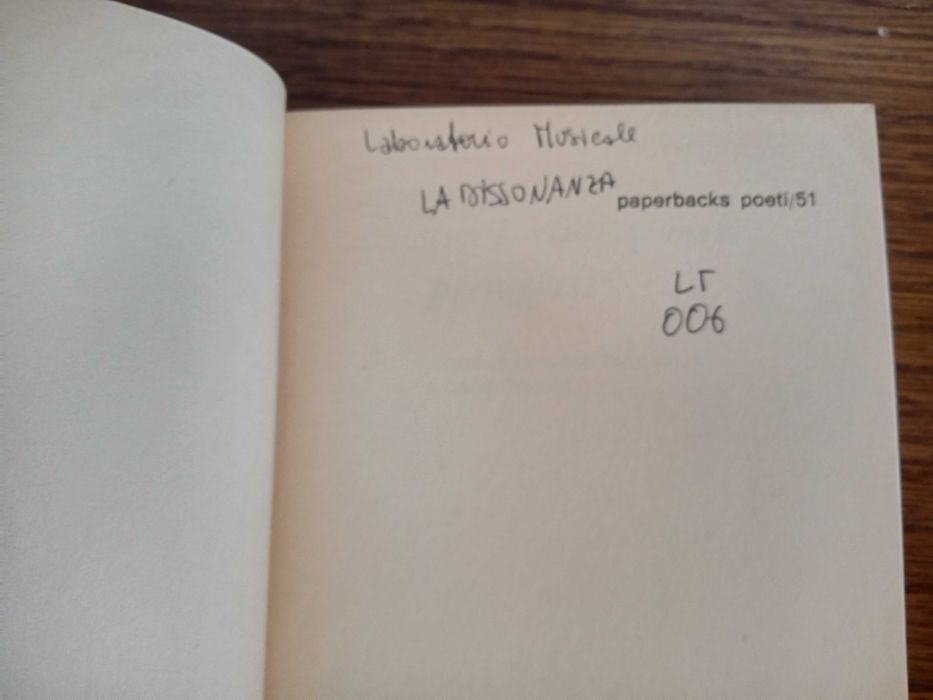 Laboratorio Musicale
LA DISSONANZA
paperbacks poeti/51
LT
006